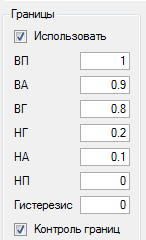 Границы
Использовать
ВП 1
ВА 0.9
ВГ 0.8
НГ 0.2
НА 0.1
НП 0
Гистерезис 0
Контроль границ